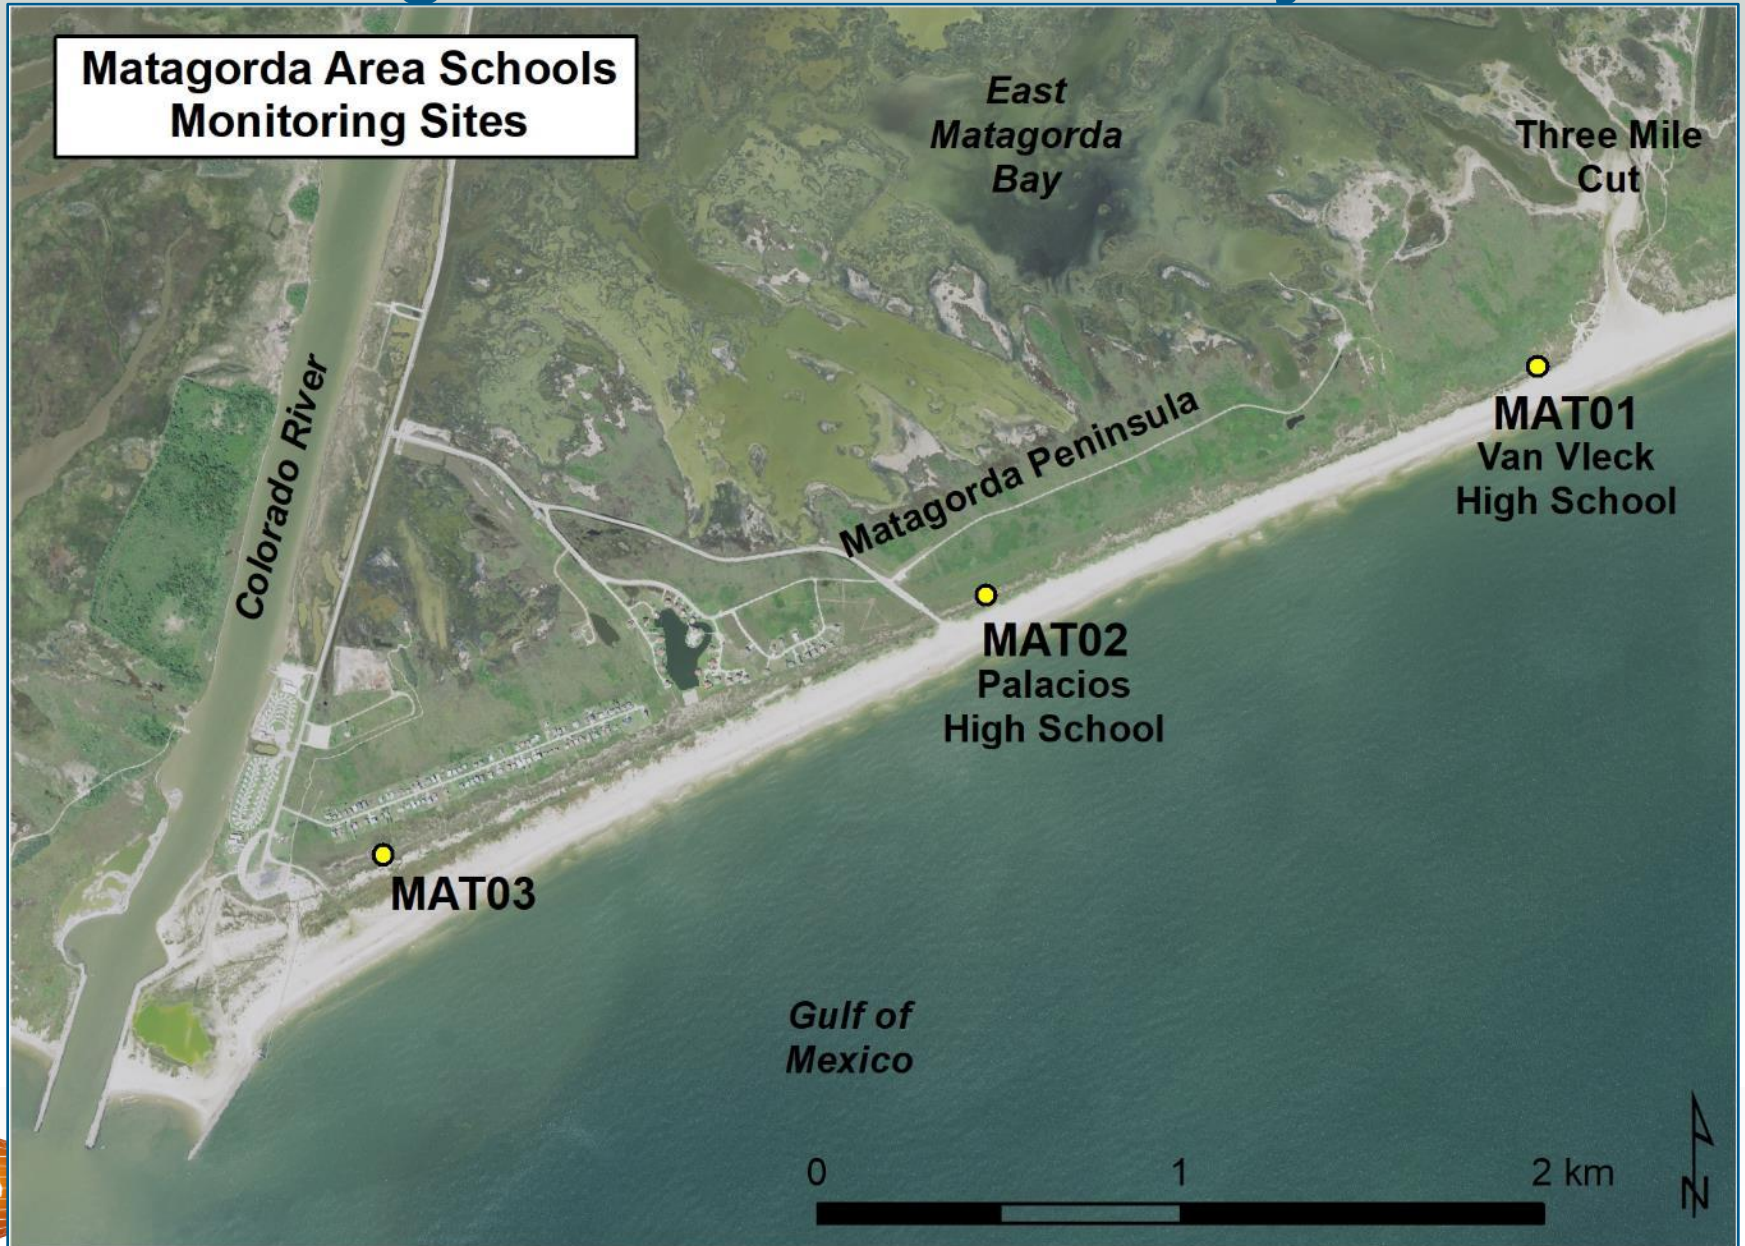 Matagorda Area Schools
Monitoring Sites
East
Matagorda
Bay
Three Mile
Cut
Colorado River
Matagorda Peninsula
MAT01
Van Vleck
High School
MAT02
Palacios
High School
MAT03
Gulf of
Mexico
0 1 2 km
N